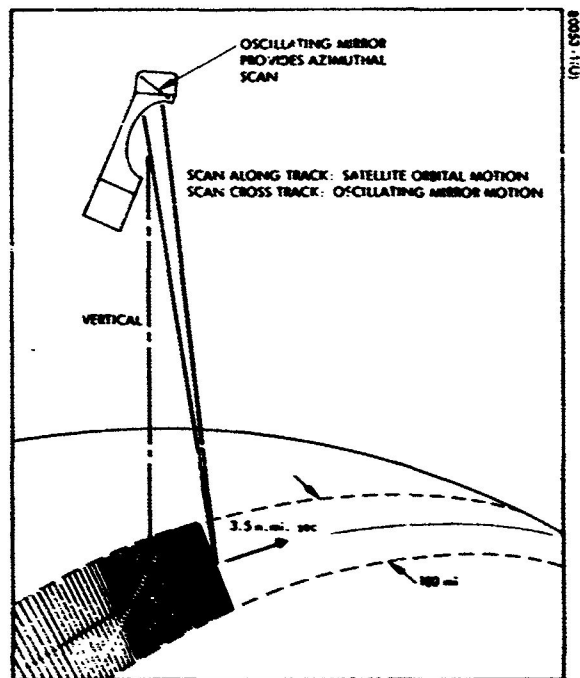 OSCILLATING MIRROR
PROVIDES AZIMUTHAL
SCAN
SCAN ALONG TRACK: SATELLITE ORBITAL MOTION
SCAN CROSS TRACK: OSCILLATING MIRROR MOTION
VERTICAL
3.5 n.mi. sec
100 mi